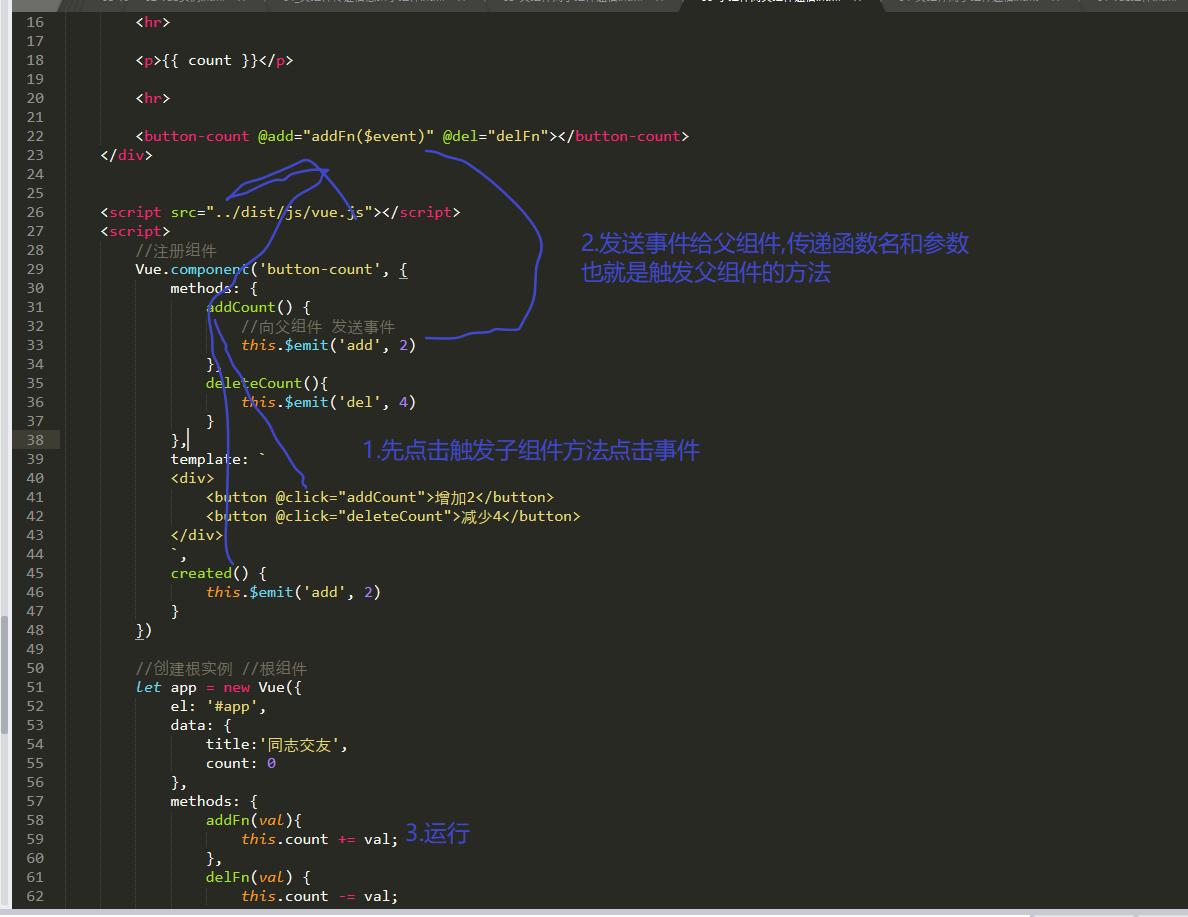 16 <hr>
17
18 <p>{{ count }}</p>
19
20 <hr>
21
22 <button-count @add="addFn($event)" @del="delFn"></button-count>
23 </div>
24
25
26 <script src="../dist/js/vue.js"></script>
27 <script>
28 //注册组件
29 Vue.component('button-count', {
30 methods: {
31 addCount() {
32 //向父组件 发送事件
33 this.$emit('add', 2)
34 },
35 deleteCount(){
36 this.$emit('del', 4)
37 }
38 },
39 template: `
40 <div>
41 <button @click="addCount">增加2</button>
42 <button @click="deleteCount">减少4</button>
43 </div>
44 `,
45 created() {
46 this.$emit('add', 2)
47 }
48 })
49
50 //创建根实例 //根组件
51 let app = new Vue({
52 el: '#app',
53 data: {
54 title:'同志交友',
55 count: 0
56 },
57 methods: {
58 addFn(val){
59 this.count += val;
60 },
61 delFn(val) {
62 this.count -= val;
2.发送事件给父组件,传递函数名和参数
也就是触发父组件的方法
1.先点击触发子组件方法点击事件
3.运行